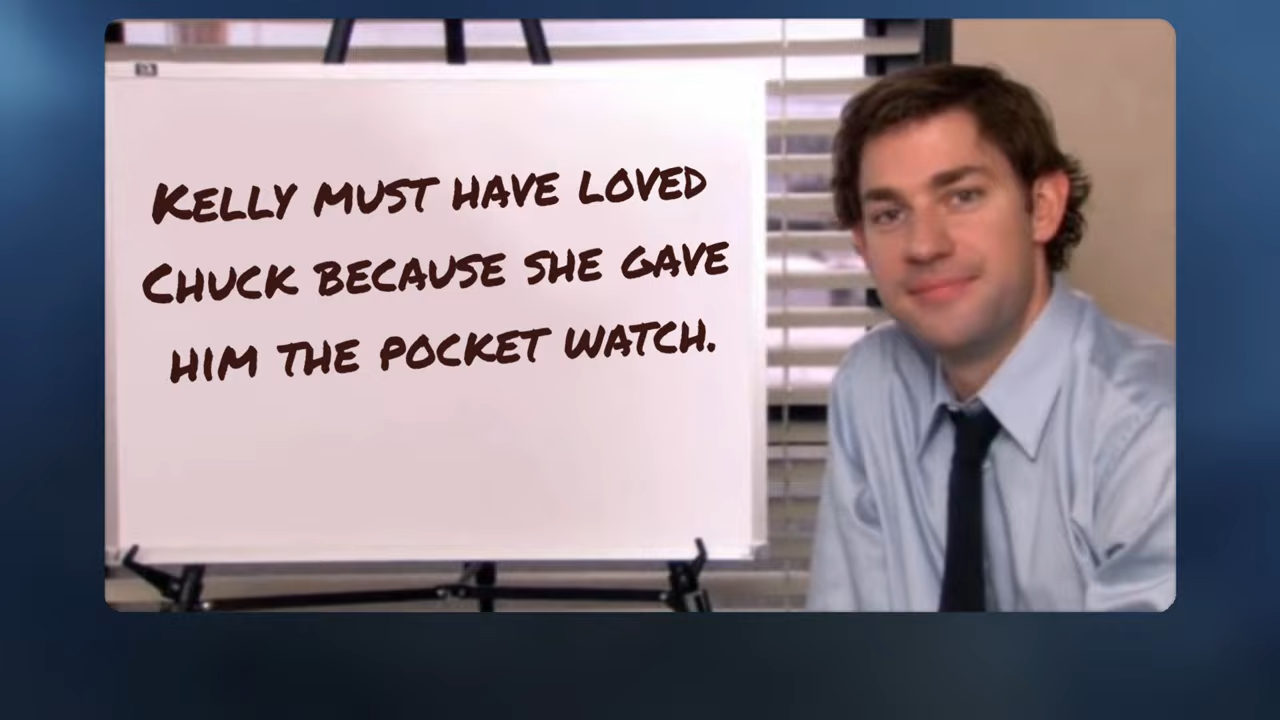 Kelly must have loved
Chuck because she gave
him the pocket watch.